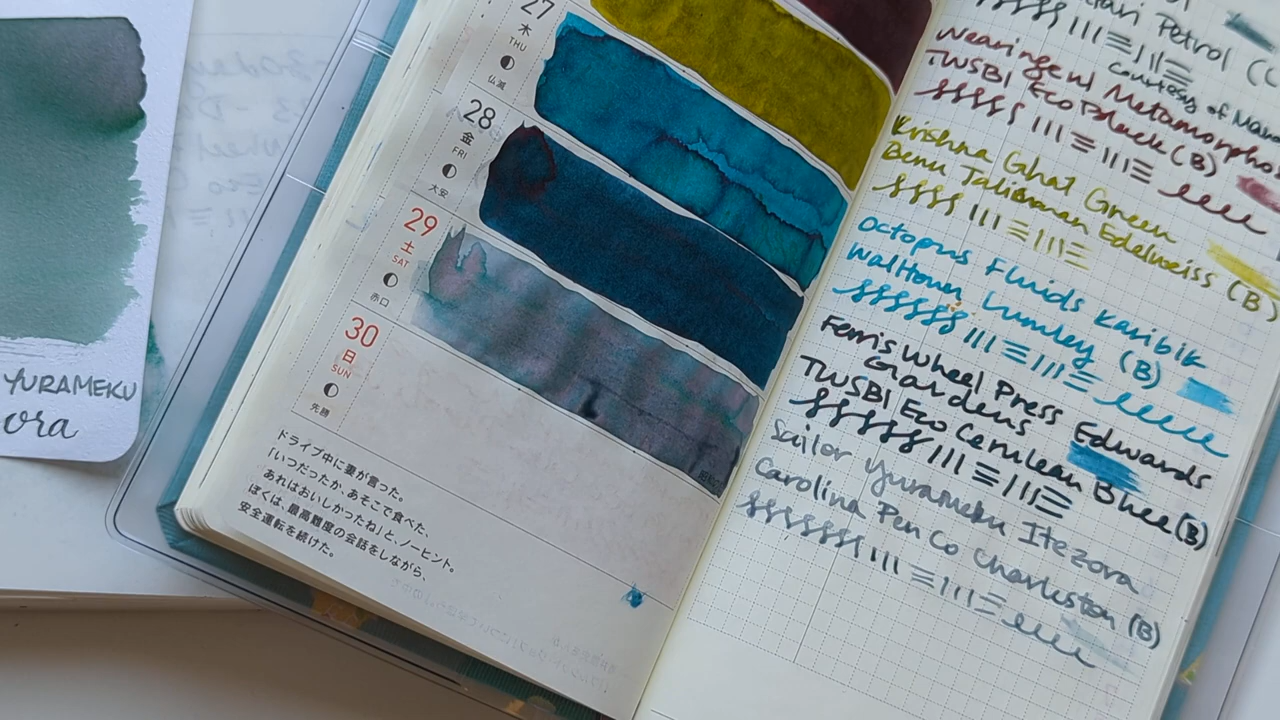 YURAMEKU
ora
27
木
THU
仏滅
28
金
FRI
大安
29
土
SAT
赤口
30
日
SUN
先勝
ドライブ中に妻が言った。
「いつだったか、あそこで食べた、
あれはおいしかったね」と、ノーヒント。
ぼくは、最高難度の会話をしながら、
安全運転を続けた。
Petrol (C
Courtesy of
Wearingeul Metamorphos
TWSBI Eco Black (B)
Krishna Ghat Green
Benu Talisman Edelweiss (B)
Octopus Fluids Karibik
Waltham Lumley (B)
Ferris Wheel Press Edwards
Gardens
TWSBI Eco Cerulean Bhee (B)
Sailor Yurameku Itezora
Carolina Pen Co Charleston (B)